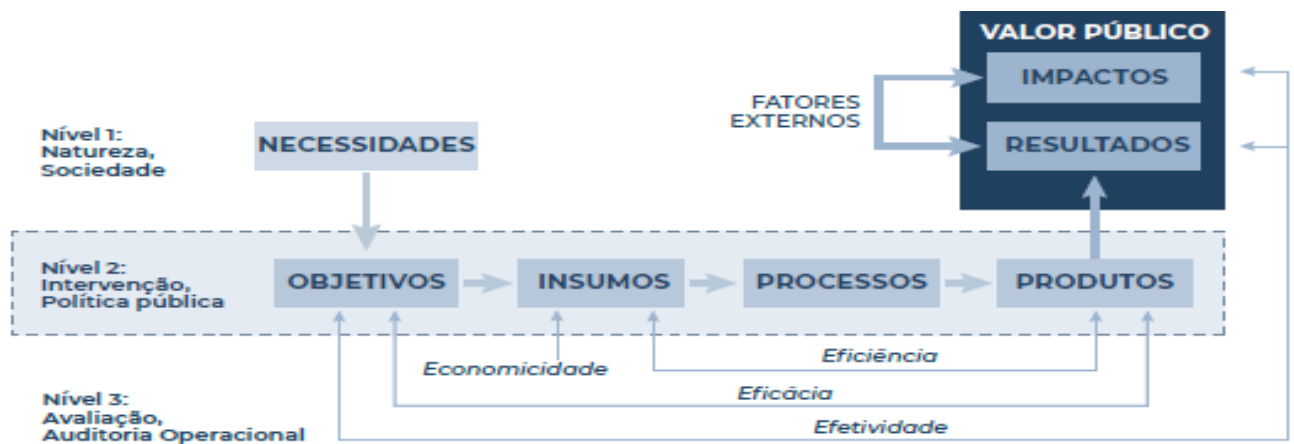 VALOR PÚBLICO
IMPACTOS
FATORES
EXTERNOS
RESULTADOS
Nível 1:
Natureza,
Sociedade
NECESSIDADES
Nível 2:
Intervenção,
Política pública
OBJETIVOS
INSUMOS
PROCESSOS
PRODUTOS
Economicidade
Eficiência
Eficácia
Efetividade
Nível 3:
Avaliação,
Auditoria Operacional